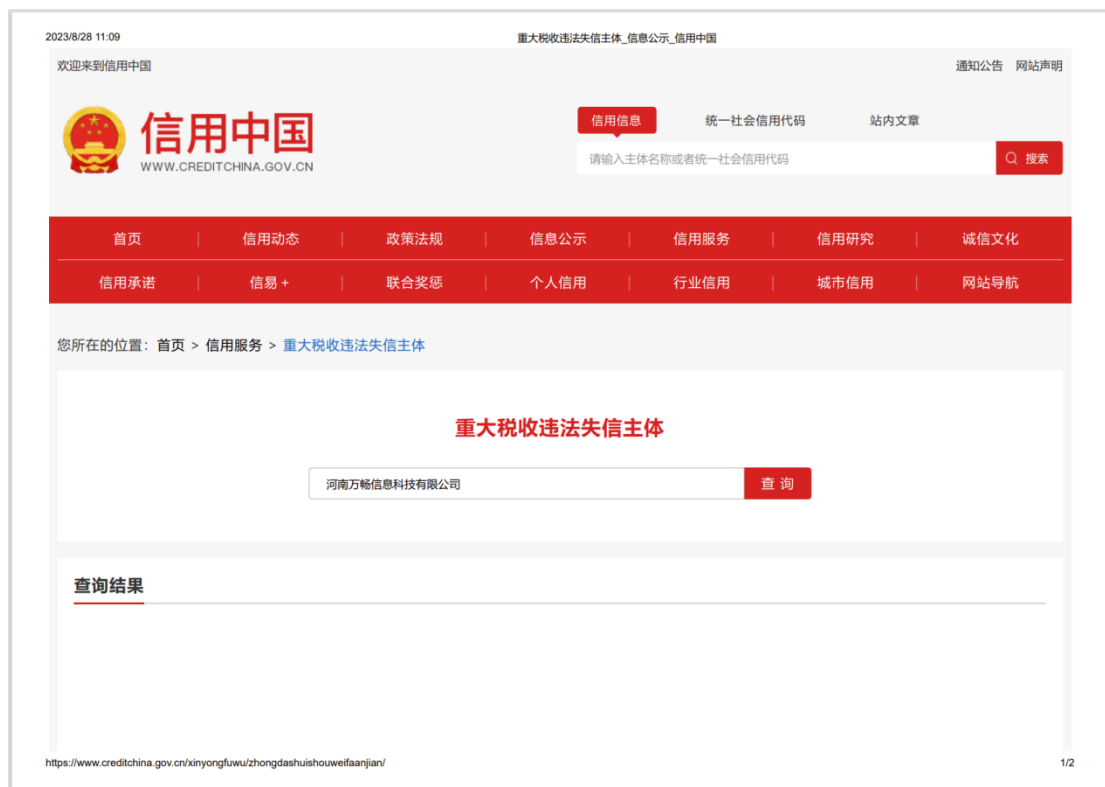 2023/8/28 11:09 重大税收违法失信主体_信息公示_信用中国
欢迎来到信用中国 通知公告 网站声明
信用中国
WWW.CREDITCHINA.GOV.CN
信用信息 统一社会信用代码 站内文章
请输入主体名称或者统一社会信用代码 搜索
首页 | 信用动态 | 政策法规 | 信息公示 | 信用服务 | 信用研究 | 诚信文化
信用承诺 | 信易+ | 联合奖惩 | 个人信用 | 行业信用 | 城市信用 | 网站导航
您所在的位置：首页 > 信用服务 > 重大税收违法失信主体
重大税收违法失信主体
河南万畅信息科技有限公司 查 询
查询结果
https://www.creditchina.gov.cn/xinyongfuwu/zhongdashuishouweifaanjian/ 1/2